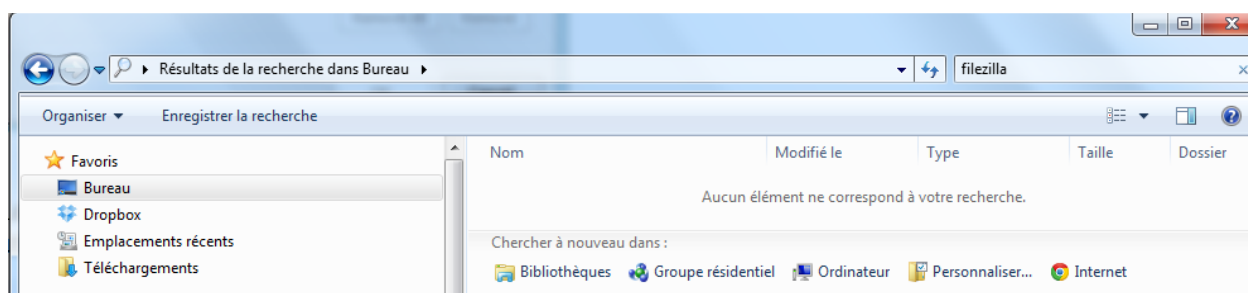 Résultats de la recherche dans Bureau
filezilla
Organiser Enregistrer la recherche
Favoris
Bureau
Dropbox
Emplacements récents
Téléchargements
Nom Modifié le Type Taille Dossier
Aucun élément ne correspond à votre recherche.
Chercher à nouveau dans :
Bibliothèques Groupe résidentiel Ordinateur Personnaliser... Internet